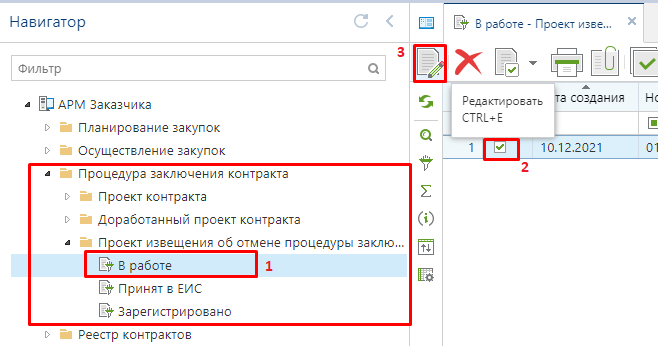 Навигатор
Фильтр
АРМ Заказчика
Планирование закупок
Осуществление закупок
Процедура заключения контракта
Проект контракта
Доработанный проект контракта
Проект извещения об отмене процедуры заклю...
В работе
1
Принят в ЕИС
Зарегистрировано
Реестр контрактов
В работе - Проект изве...
3
Редактировать
CTRL+E
та создания
Но
1
10.12.2021
01
2